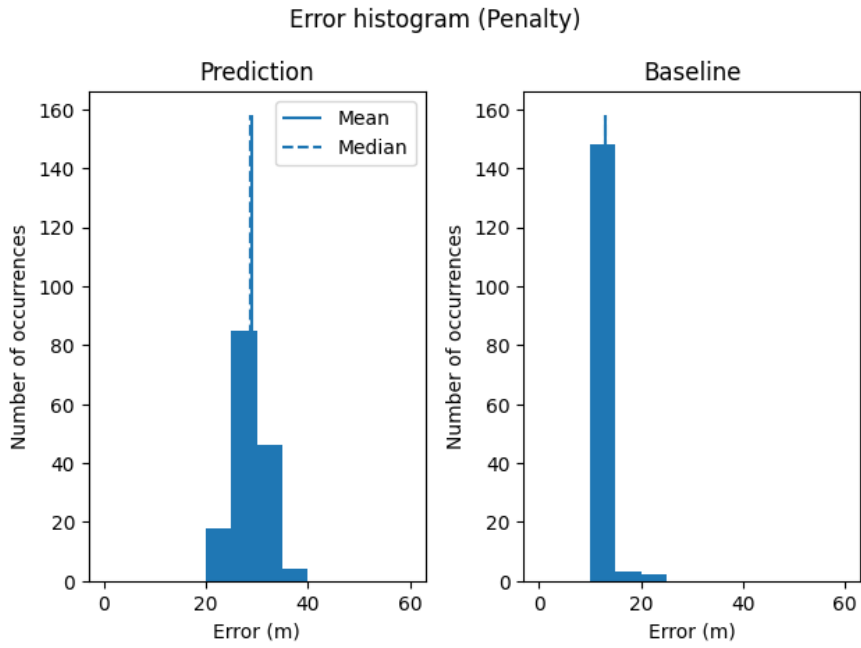 Error histogram (Penalty)
Prediction
Number of occurrences
160
140
120
100
80
60
40
20
0
Mean
Median
0 20 40 60
Error (m)
Baseline
Number of occurrences
160
140
120
100
80
60
40
20
0
0 20 40 60
Error (m)